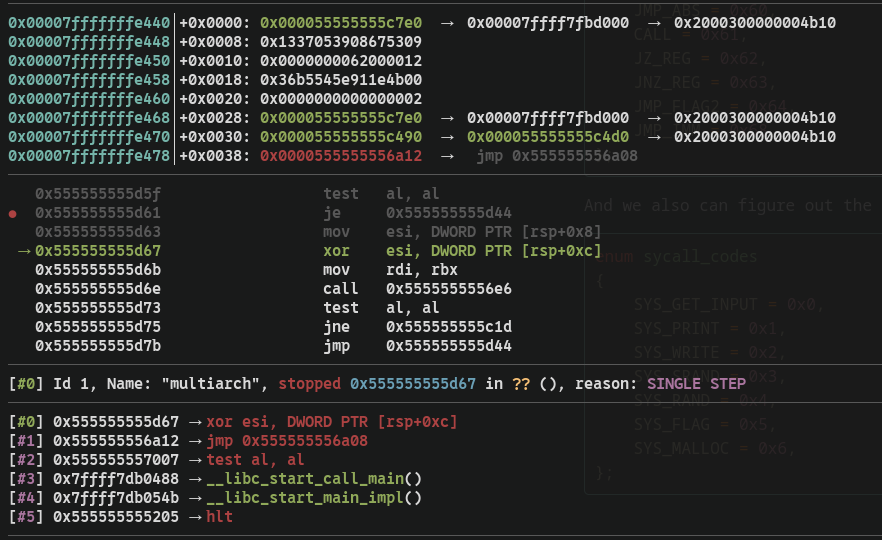 0x00007fffffffe440│+0x0000: 0x000055555555c7e0 → 0x00007ffff7fbd000 → 0x2000300000004b10
0x00007fffffffe448│+0x0008: 0x1337053908675309
0x00007fffffffe450│+0x0010: 0x0000000062000012
0x00007fffffffe458│+0x0018: 0x36b5545e911e4b00
0x00007fffffffe460│+0x0020: 0x0000000000000002
0x00007fffffffe468│+0x0028: 0x000055555555c7e0 → 0x00007ffff7fbd000 → 0x2000300000004b10
0x00007fffffffe470│+0x0030: 0x000055555555c490 → 0x000055555555c4d0 → 0x2000300000004b10
0x00007fffffffe478│+0x0038: 0x0000555555556a12 → jmp 0x555555556a08
0x555555555d5f test al, al
● 0x555555555d61 je 0x555555555d44
0x555555555d63 mov esi, DWORD PTR [rsp+0x8]
→ 0x555555555d67 xor esi, DWORD PTR [rsp+0xc]
0x555555555d6b mov rdi, rbx
0x555555555d6e call 0x5555555556e6
0x555555555d73 test al, al
0x555555555d75 jne 0x555555555c1d
0x555555555d7b jmp 0x555555555d44
[#0] Id 1, Name: "multiarch", stopped 0x555555555d67 in ?? (), reason: SINGLE STEP
[#0] 0x555555555d67 → xor esi, DWORD PTR [rsp+0xc]
[#1] 0x555555556a12 → jmp 0x555555556a08
[#2] 0x555555557007 → test al, al
[#3] 0x7ffff7db0488 → __libc_start_call_main()
[#4] 0x7ffff7db054b → __libc_start_main_impl()
[#5] 0x555555555205 → hlt
JMP_ABS = 0x60,
CALL = 0x61,
JZ_REG = 0x62,
JNZ_REG = 0x63,
JMP_FLAG2 = 0x64,
JMP
And we also can figure out the
enum sycall_codes
{
SYS_GET_INPUT = 0x0,
SYS_PRINT = 0x1,
SYS_WRITE = 0x2,
SYS_SRAND = 0x3,
SYS_RAND = 0x4,
SYS_FLAG = 0x5,
SYS_MALLOC = 0x6,
};